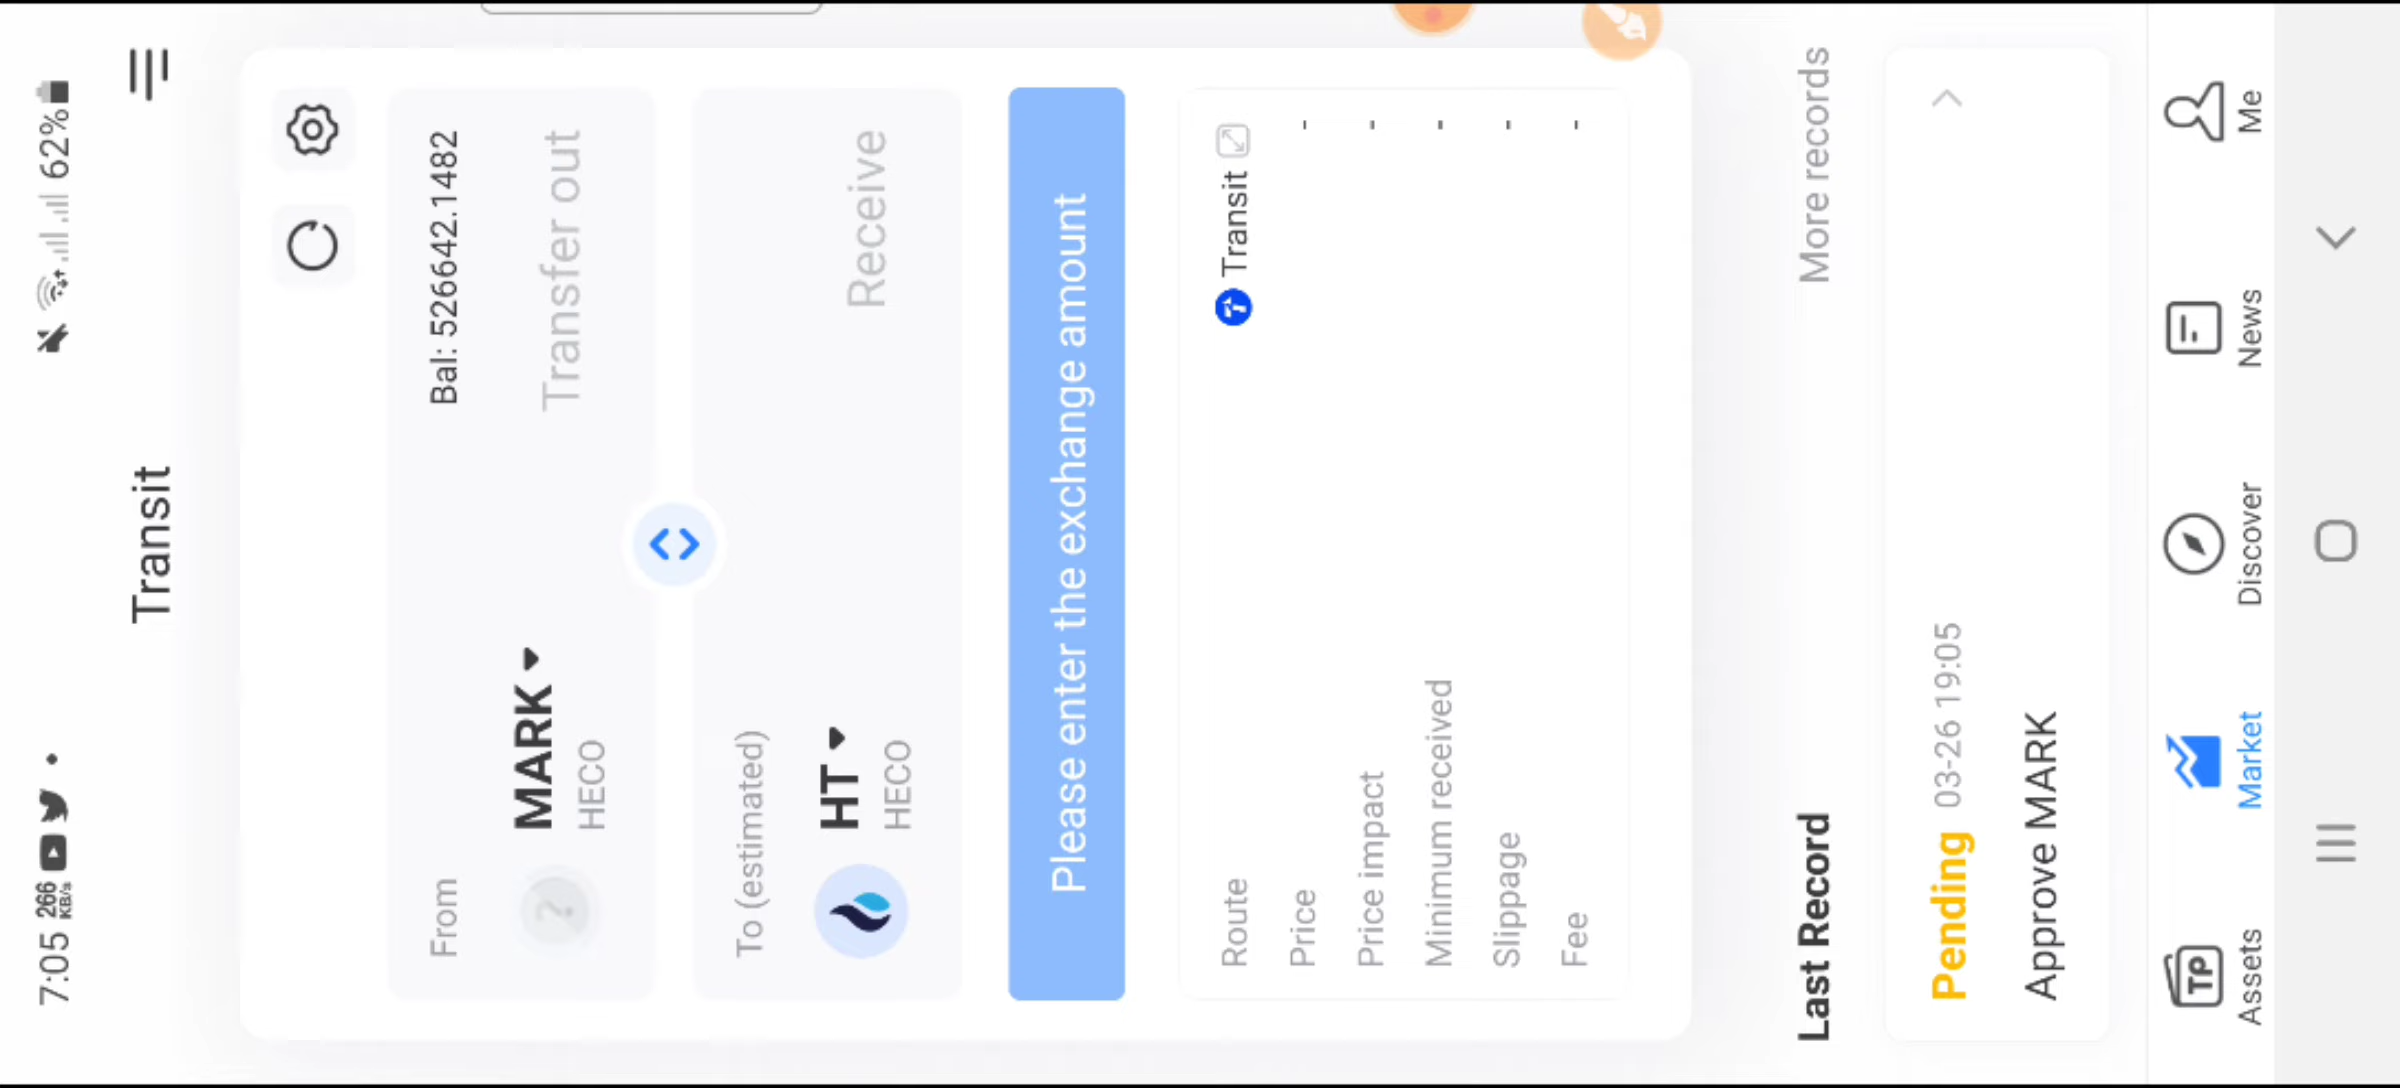 7:05 266 KB/s 62%
Transit
From Bal: 526642.1482
MARK Transfer out
HECO
To (estimated)
HT Receive
HECO
Please enter the exchange amount
Route Transit
Price -
Price impact -
Minimum received -
Slippage -
Fee -
Last Record More records
Pending 03-26 19:05
Approve MARK
TP
Assets Market Discover News Me